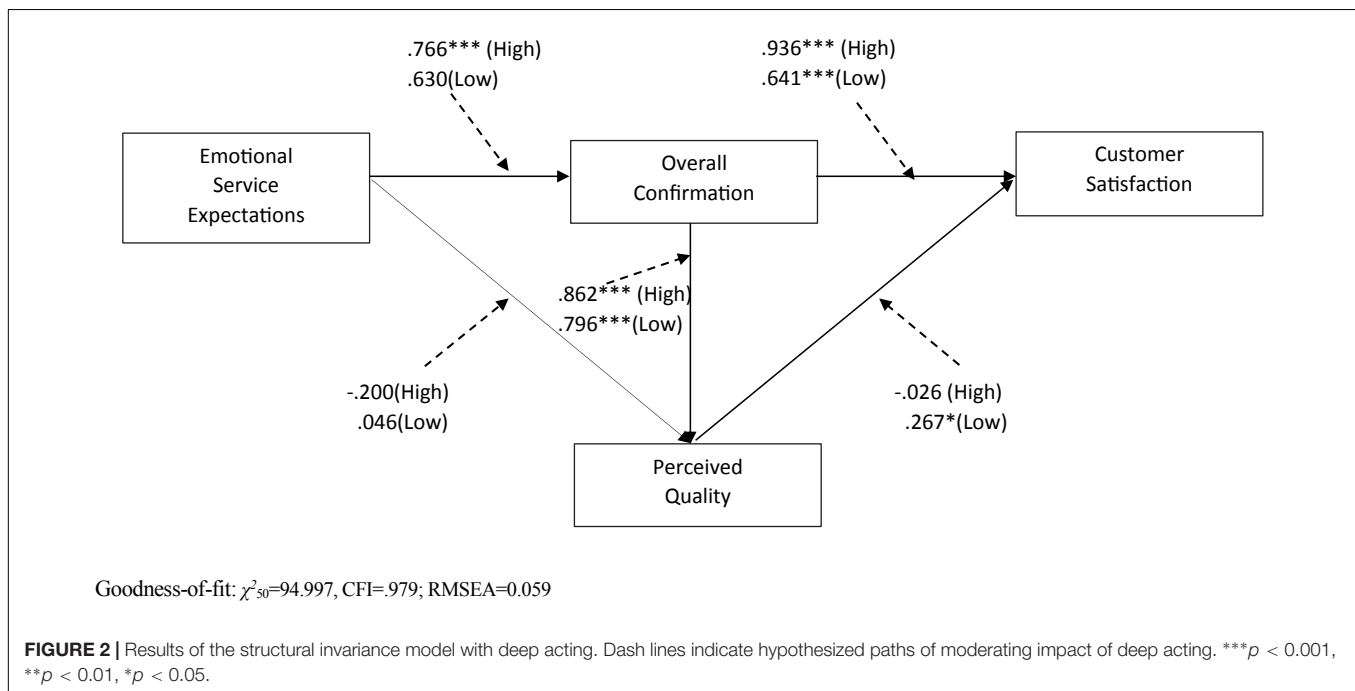 .766*** (High)
.630(Low)
.936*** (High)
.641***(Low)
Emotional
Service
Expectations
Overall
Confirmation
Customer
Satisfaction
.862*** (High)
.796***(Low)
-.200(High)
.046(Low)
-.026 (High)
.267*(Low)
Perceived
Quality
Goodness-of-fit: χ²₅₀=94.997, CFI=.979; RMSEA=0.059
FIGURE 2 | Results of the structural invariance model with deep acting. Dash lines indicate hypothesized paths of moderating impact of deep acting. ***p < 0.001,
**p < 0.01, *p < 0.05.